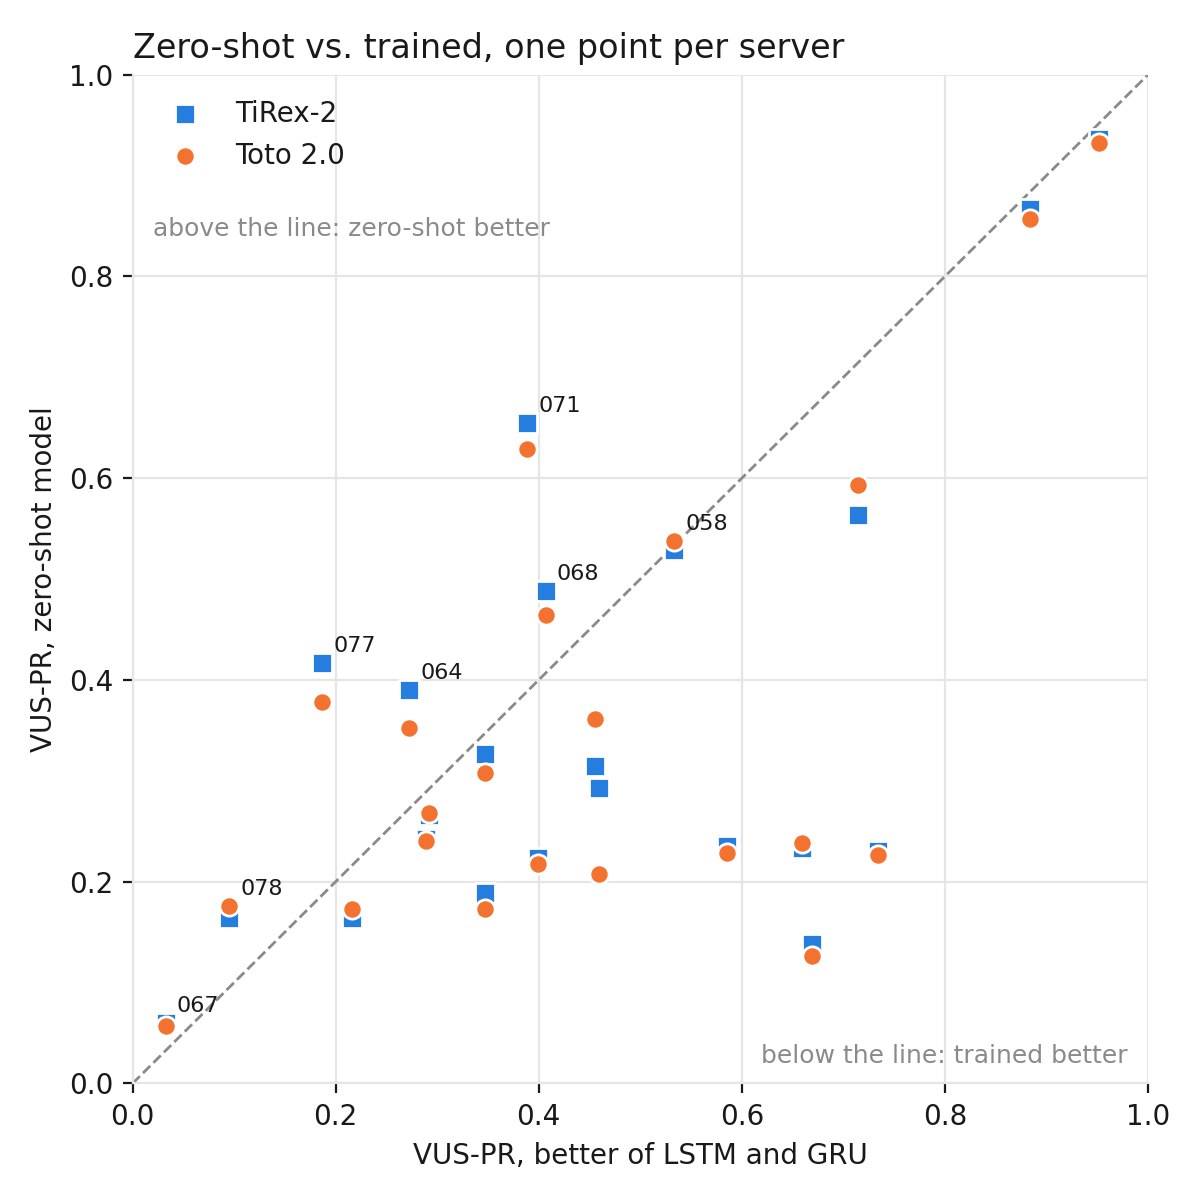 Zero-shot vs. trained, one point per server
1.0
TiRex-2
Toto 2.0
above the line: zero-shot better
0.8
071
0.6
058
068
077
064
0.4
0.2
078
067
below the line: trained better
0.0
0.0 0.2 0.4 0.6 0.8 1.0
VUS-PR, better of LSTM and GRU
VUS-PR, zero-shot model